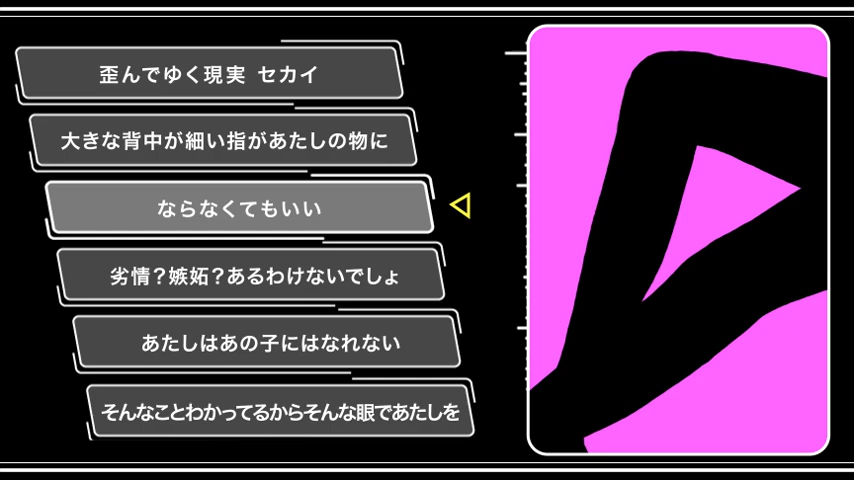 歪んでゆく現実 セカイ
大きな背中が細い指があたしの物に
ならなくてもいい
劣情？嫉妬？あるわけないでしょ
あたしはあの子にはなれない
そんなことわかってるからそんな眼であたしを